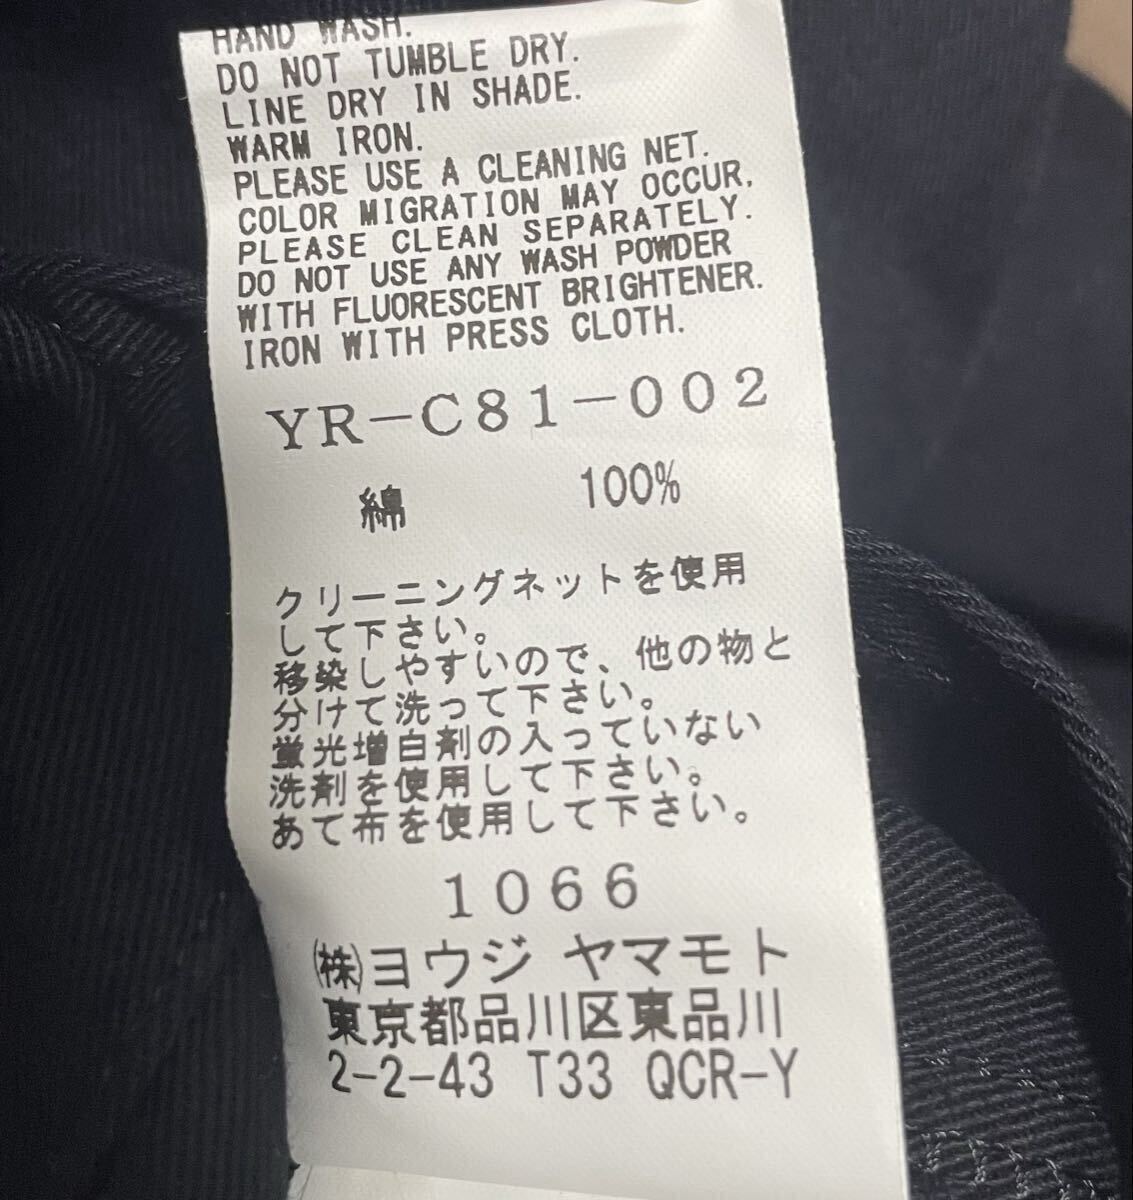 HAND WASH.
DO NOT TUMBLE DRY.
LINE DRY IN SHADE.
WARM IRON.
PLEASE USE A CLEANING NET.
COLOR MIGRATION MAY OCCUR,
PLEASE CLEAN SEPARATELY.
DO NOT USE ANY WASH POWDER
WITH FLUORESCENT BRIGHTENER.
IRON WITH PRESS CLOTH.
YR-C81-002
綿 100%
クリーニングネットを使用
して下さい。
移染しやすいので、他の物と
分けて洗って下さい。
蛍光増白剤の入っていない
洗剤を使用して下さい。
あて布を使用して下さい。
1066
㈱ヨウジ ヤマモト
東京都品川区東品川
2-2-43 T33 QCR-Y